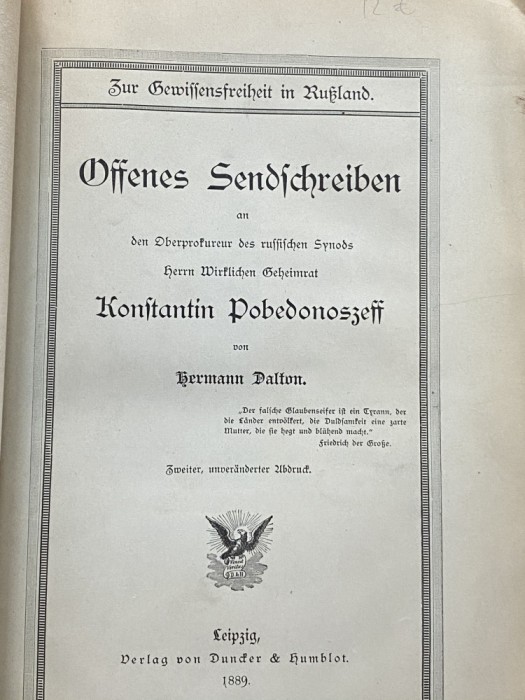 Zur Gewissensfreiheit in Rußland.
Offenes Sendschreiben
an
den Oberprokureur des russischen Synods
Herrn Wirklichen Geheimrat
Konstantin Pobedonoszeff
von
Hermann Dalton.
„Der falsche Glaubenseifer ist ein Tyrann, der
die Länder entvölkert, die Duldsamkeit eine zarte
Mutter, die sie hegt und blühend macht.“
Friedrich der Große.
Zweiter, unveränderter Abdruck.
Leipzig,
Verlag von Duncker & Humblot.
1889.